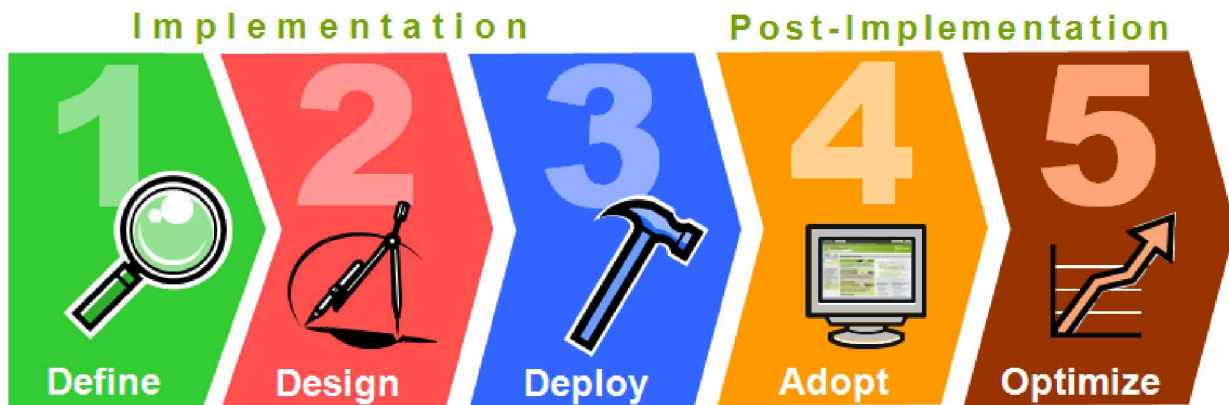 Implementation
Post-Implementation
1
2
3
4
5
Define
Design
Deploy
Adopt
Optimize